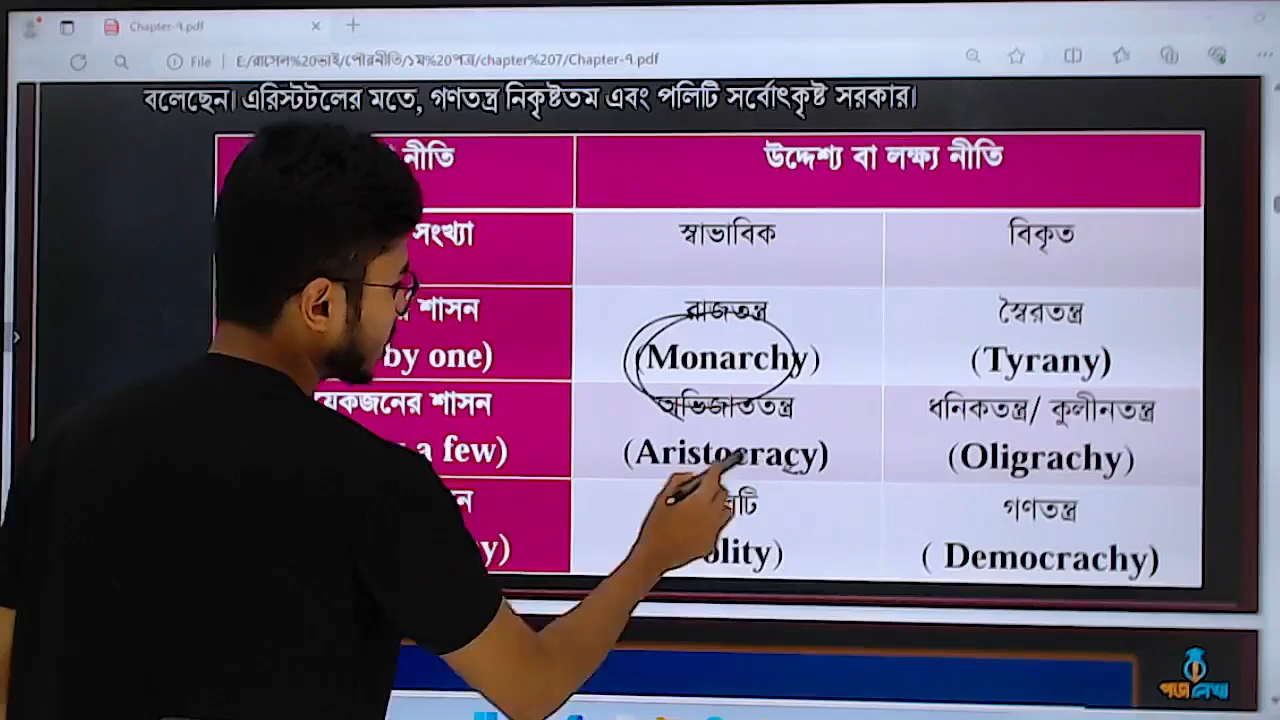 Chapter-৭.pdf
File
E:/রাসেল%20ভাই/পৌরনীতি/১ম%20পত্র/chapter%207/Chapter-৭.pdf
বলেছেন। এরিস্টটলের মতে, গণতন্ত্র নিকৃষ্টতম এবং পলিটি সর্বোৎকৃষ্ট সরকার।
নীতি উদ্দেশ্য বা লক্ষ্য নীতি
সংখ্যা স্বাভাবিক বিকৃত
শাসন রাজতন্ত্র স্বৈরতন্ত্র
by one) (Monarchy) (Tyrany)
য়েকজনের শাসন অভিজাততন্ত্র ধনিকতন্ত্র/ কুলীনতন্ত্র
a few) (Aristocracy) (Oligrachy)
টি গণতন্ত্র
y) olity) ( Democrachy)